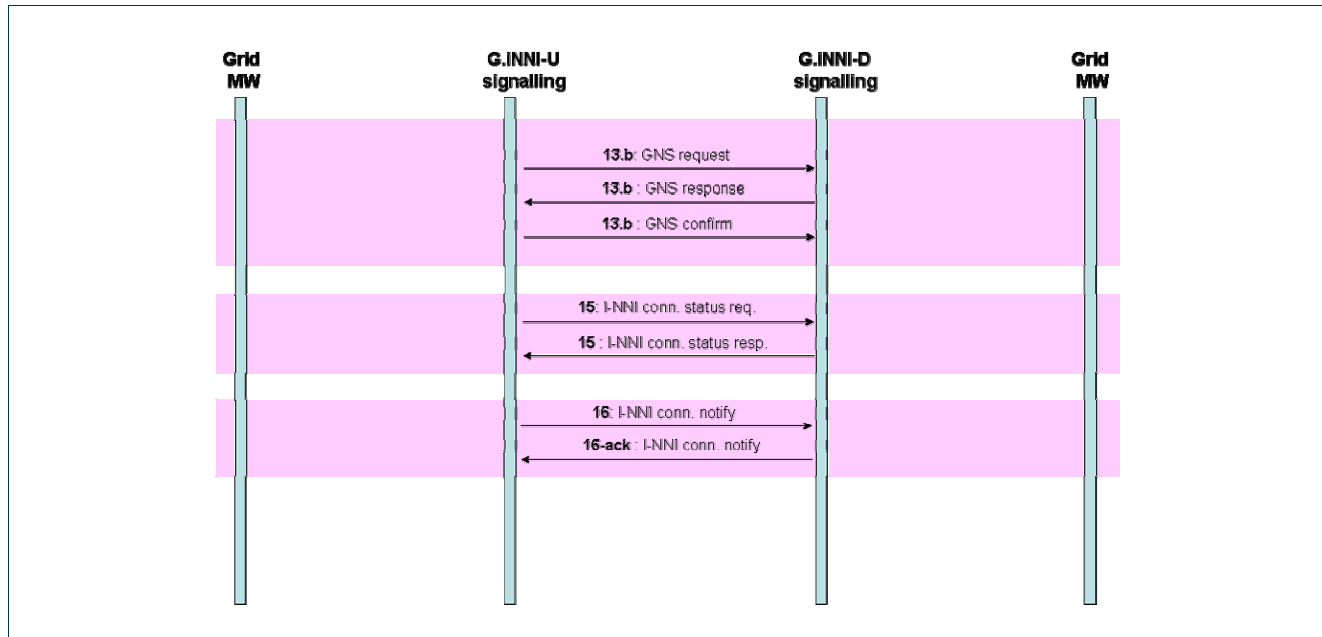 Grid
MW
G.INNI-U
signalling
G.INNI-D
signalling
Grid
MW
13.b: GNS request
13.b : GNS response
13.b : GNS confirm
15: I-NNI conn. status req.
15 : I-NNI conn. status resp.
16: I-NNI conn. notify
16-ack : I-NNI conn. notify